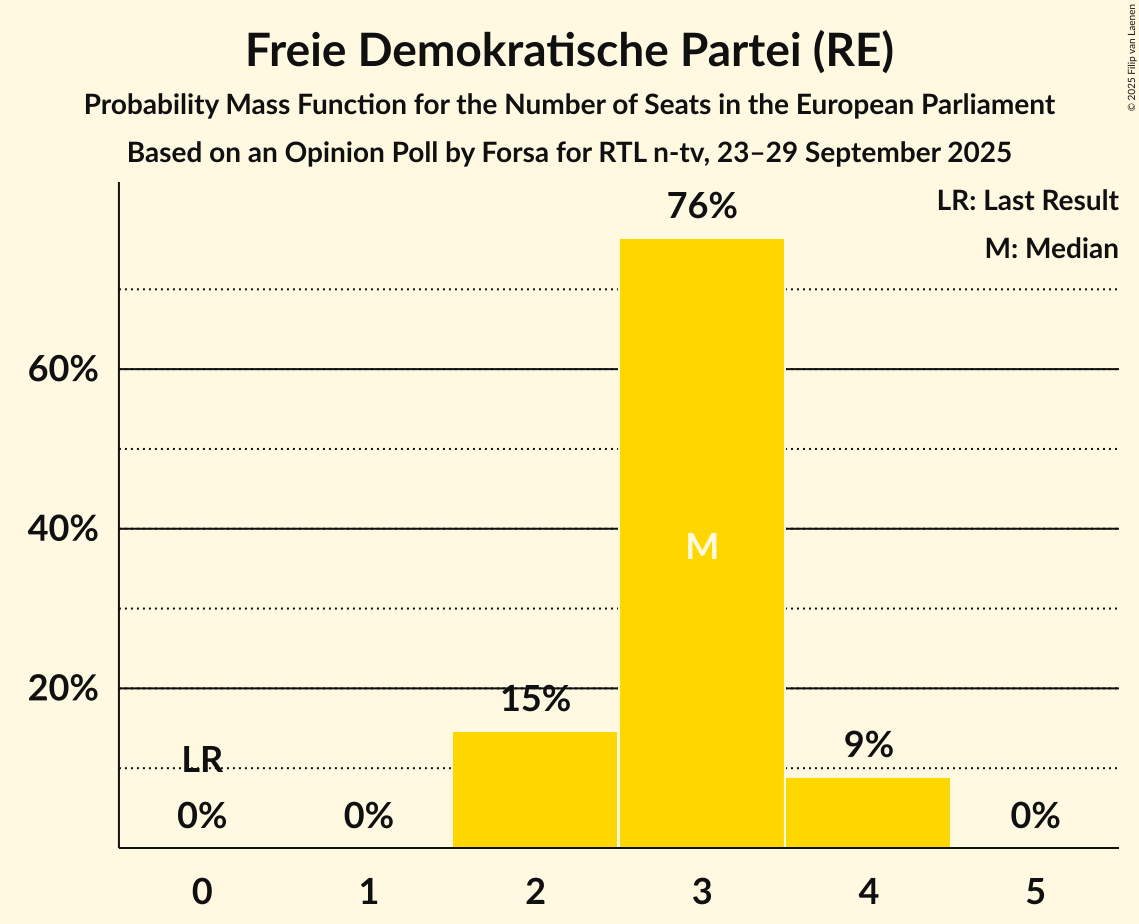 Freie Demokratische Partei (RE)
Probability Mass Function for the Number of Seats in the European Parliament
Based on an Opinion Poll by Forsa for RTL n-tv, 23–29 September 2025
© 2025 Filip van Laenen
LR: Last Result
M: Median
76%
60%
40%
M
20%
15%
9%
LR
0%
0%
0%
0
1
2
3
4
5